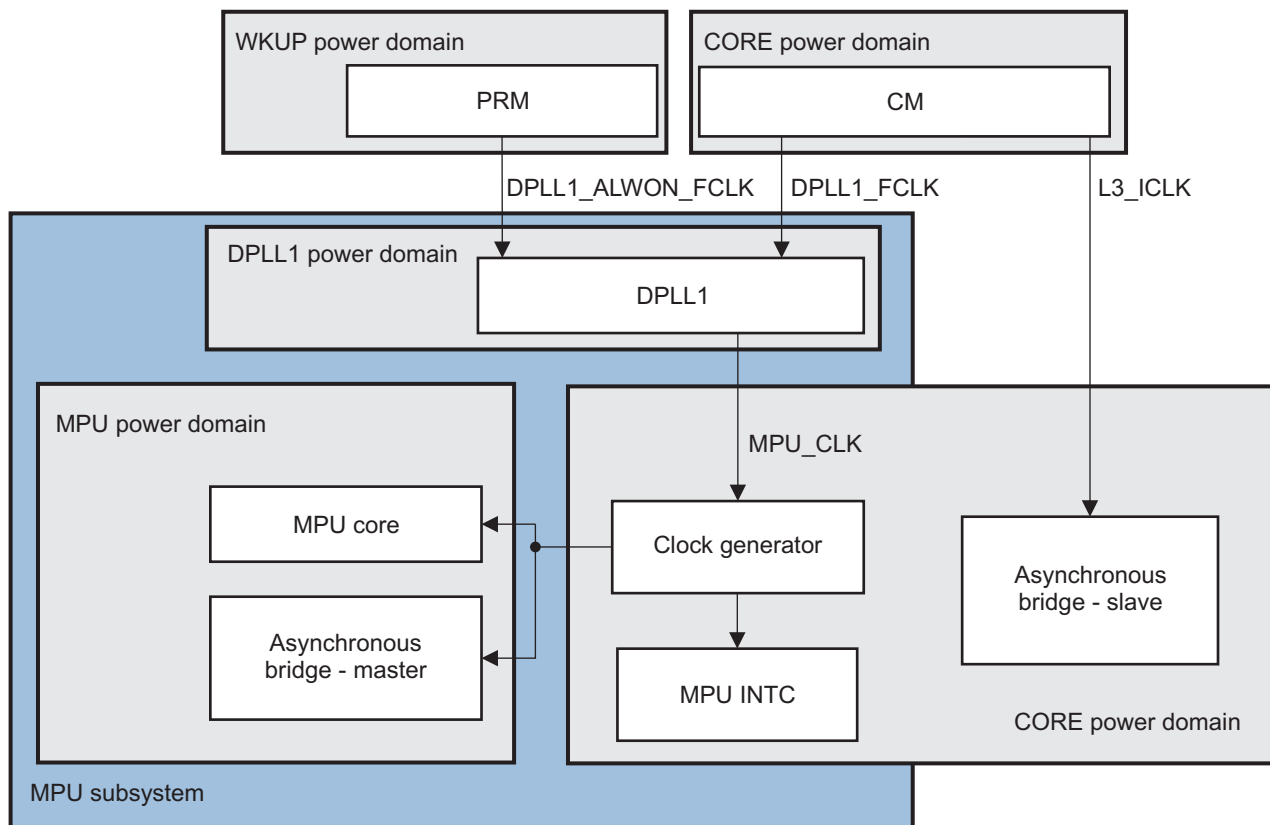 WKUP power domain
CORE power domain
PRM
CM
DPLL1_ALWON_FCLK
DPLL1_FCLK
L3_ICLK
DPLL1 power domain
DPLL1
MPU power domain
MPU_CLK
MPU core
Clock generator
Asynchronous
bridge - slave
Asynchronous
bridge - master
MPU INTC
CORE power domain
MPU subsystem